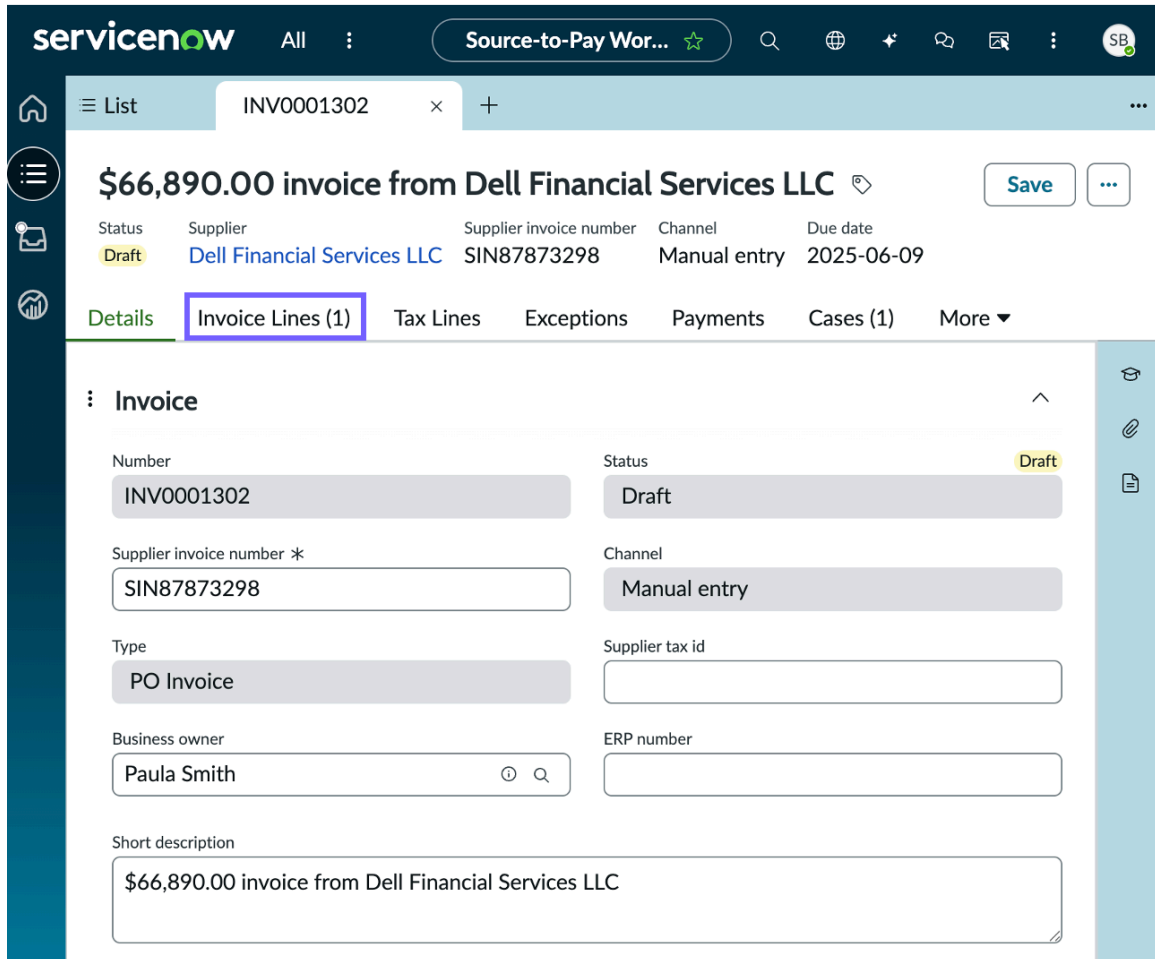 servicenow All Source-to-Pay Wor... SB
List INV0001302
$66,890.00 invoice from Dell Financial Services LLC Save
Status Supplier Supplier invoice number Channel Due date
Draft Dell Financial Services LLC SIN87873298 Manual entry 2025-06-09
Details Invoice Lines (1) Tax Lines Exceptions Payments Cases (1) More
Invoice
Number Status Draft
INV0001302 Draft
Supplier invoice number * Channel
SIN87873298 Manual entry
Type Supplier tax id
PO Invoice
Business owner ERP number
Paula Smith
Short description
$66,890.00 invoice from Dell Financial Services LLC